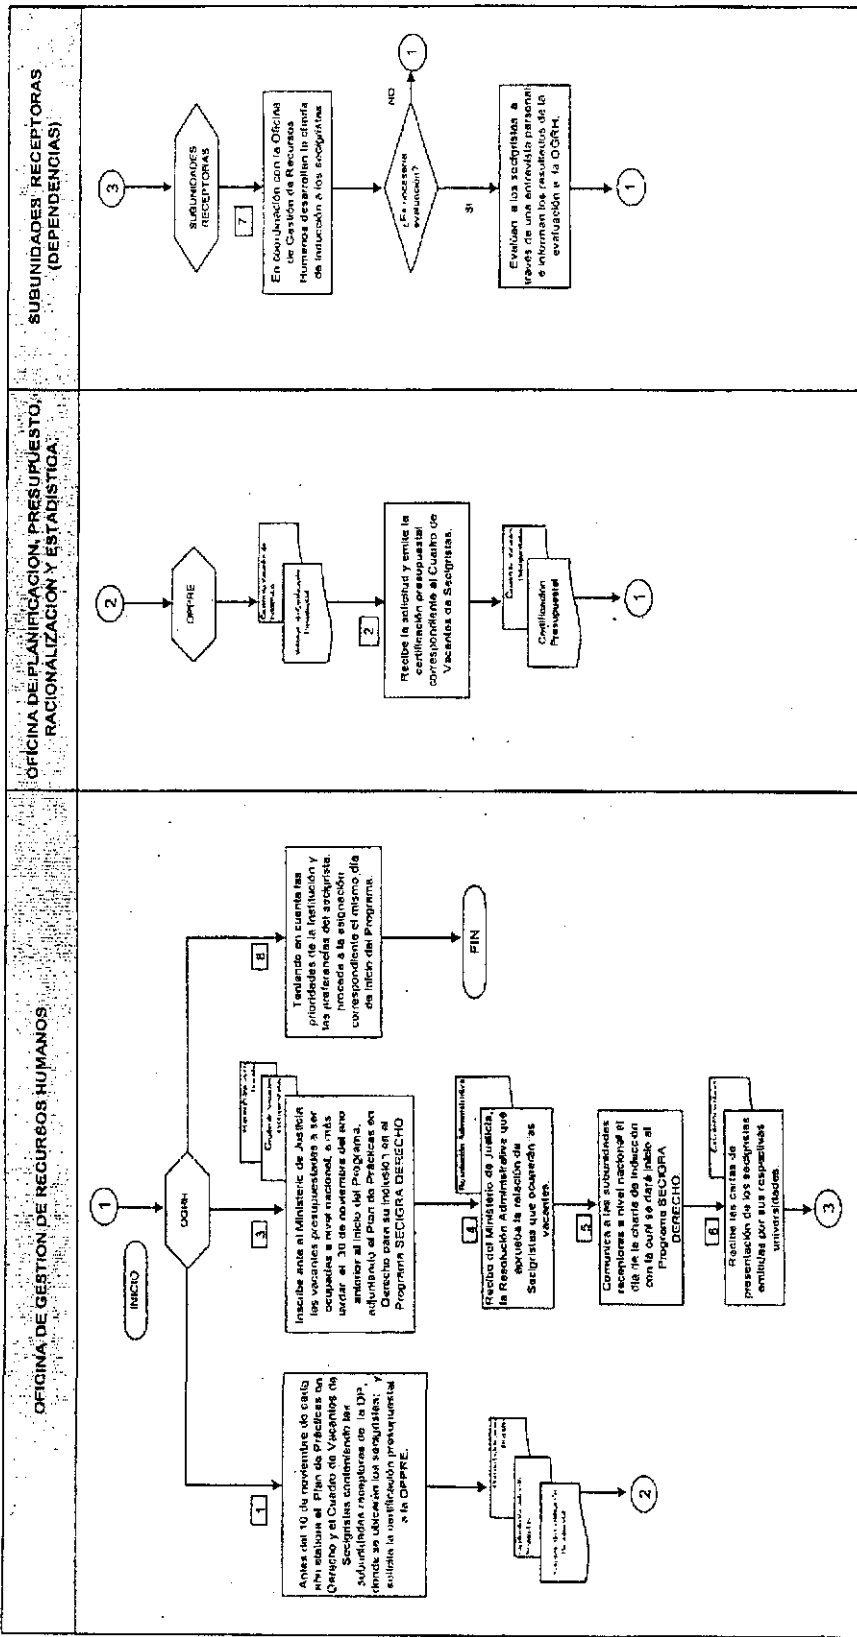 OFICINA DE GESTIÓN DE RECURSOS HUMANOS
INICIO
1
OGRH
1
Antes del 10 de noviembre de cada
año elabora el Plan de Prácticas en
Derecho y el Cuadro de Vacantes de
Secigristas conteniendo las
subunidades receptoras de la DP,
donde se ubicarán los secigristas; y
solicita la certificación presupuestal
a la OPPRE.
2
3
Inscribe ante el Ministerio de Justicia
las vacantes presupuestadas a ser
ocupadas a nivel nacional, a más
tardar el 30 de noviembre del año
anterior al inicio del Programa,
adjuntando el Plan de Prácticas en
Derecho para su inclusión en el
Programa SECIGRA DERECHO
4
Resolución Administrativa
Recibe del Ministerio de Justicia,
la Resolución Administrativa que
aprueba la relación de
Secigristas que ocuparán las
vacantes.
5
Comunica a las subunidades
receptoras a nivel nacional el
día de la charla de inducción
con la cual se dará inicio al
Programa SECIGRA
DERECHO.
6
Recibe las cartas de
presentación de los secigristas
emitidas por sus respectivas
universidades.
3
8
Teniendo en cuenta las
prioridades de la Institución y
las preferencias del secigrista,
procede a la asignación
correspondiente el mismo día
de inicio del Programa.
FIN
OFICINA DE PLANIFICACION, PRESUPUESTO,
RACIONALIZACION Y ESTADÍSTICA
2
OPPRE
2
Recibe la solicitud y emite la
certificación presupuestal
correspondiente al Cuadro de
Vacantes de Secigristas.
Certificación
Presupuestal
1
SUBUNIDADES RECEPTORAS
(DEPENDENCIAS)
3
SUBUNIDADES
RECEPTORAS
7
En coordinación con la Oficina
de Gestión de Recursos
Humanos desarrollan la charla
de inducción a los secigristas
¿Es necesaria
evaluación?
NO
1
SI
Evalúan a los secigristas a
través de una entrevista personal
e informan los resultados de la
evaluación a la OGRH.
1